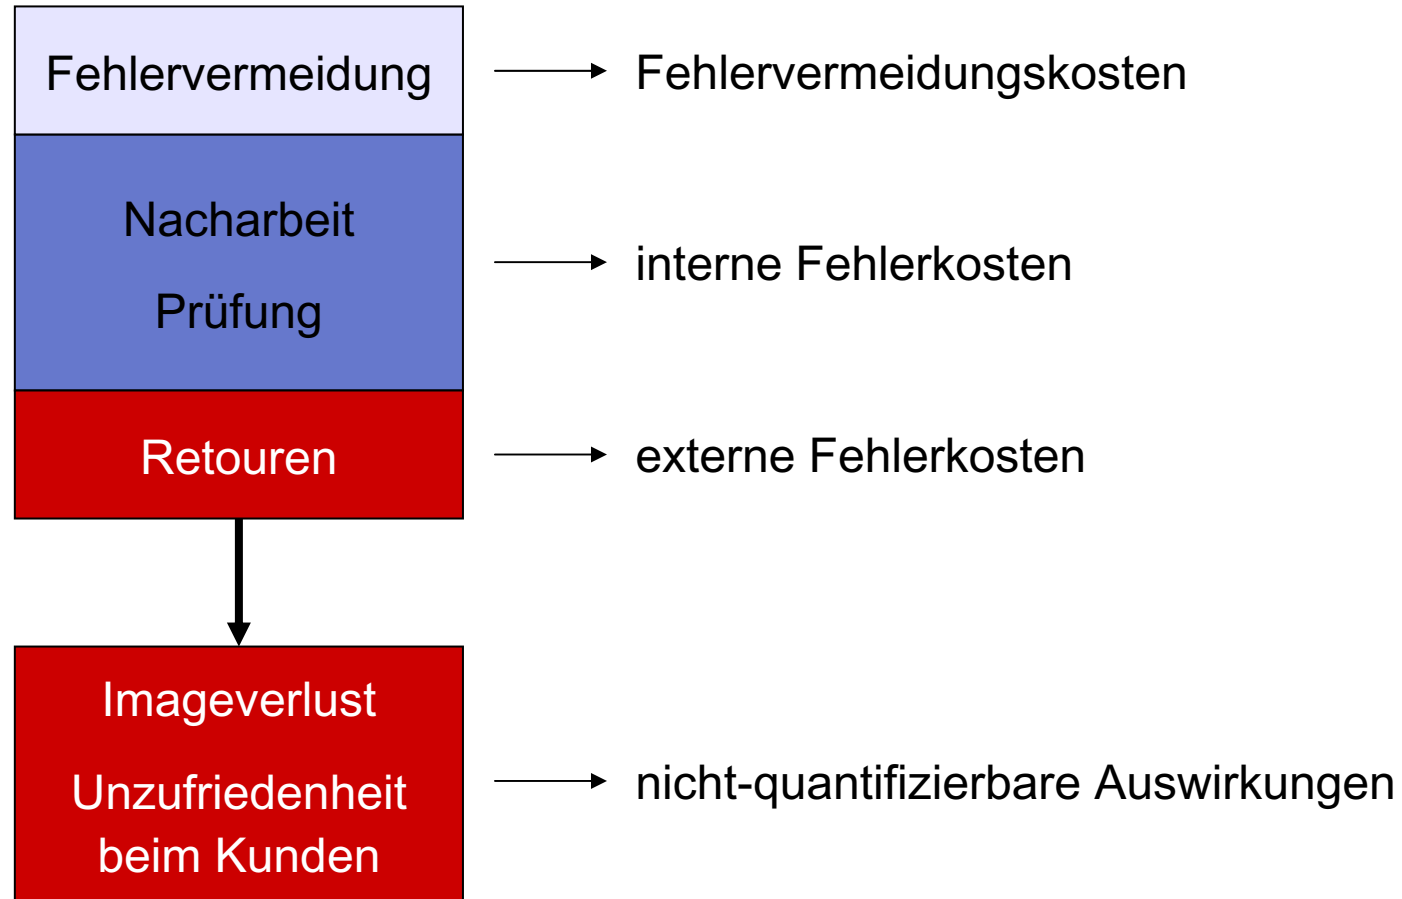 Fehlervermeidung
Fehlervermeidungskosten
Nacharbeit
Prüfung
interne Fehlerkosten
Retouren
externe Fehlerkosten
Imageverlust
Unzufriedenheit
beim Kunden
nicht-quantifizierbare Auswirkungen